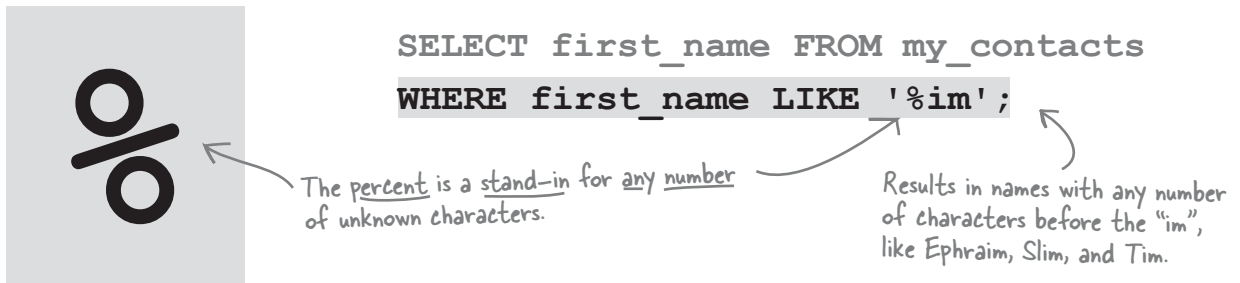 %
SELECT first_name FROM my_contacts
WHERE first_name LIKE '%im';
The percent is a stand-in for any number
of unknown characters.
Results in names with any number
of characters before the “im”,
like Ephraim, Slim, and Tim.